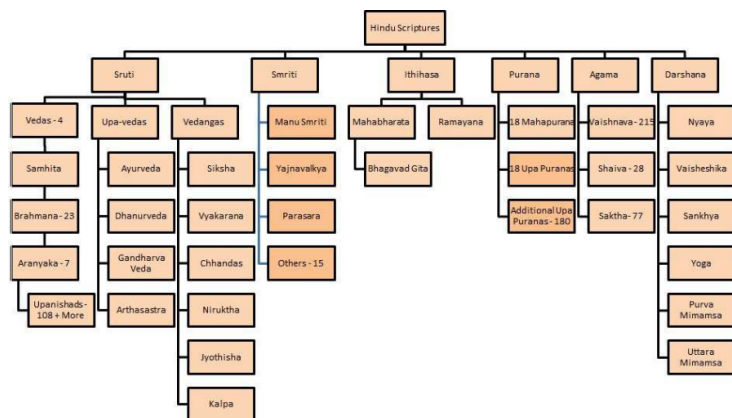 Hindu Scriptures
Sruti
Smriti
Ithihasa
Purana
Agama
Darshana
Vedas - 4
Upa-vedas
Vedangas
Manu Smriti
Mahabharata
Ramayana
18 Mahapurana
Vaishnava - 215
Nyaya
Samhita
Ayurveda
Siksha
Yajnavalkya
Bhagavad Gita
18 Upa Puranas
Shaiva - 28
Vaisheshika
Brahmana - 23
Dhanurveda
Vyakarana
Parasara
Additional Upa
Puranas - 180
Saktha - 77
Sankhya
Aranyaka - 7
Gandharva
Veda
Chhandas
Others - 15
Yoga
Upanishads -
108 + More
Arthasastra
Niruktha
Purva
Mimamsa
Jyothisha
Uttara
Mimamsa
Kalpa